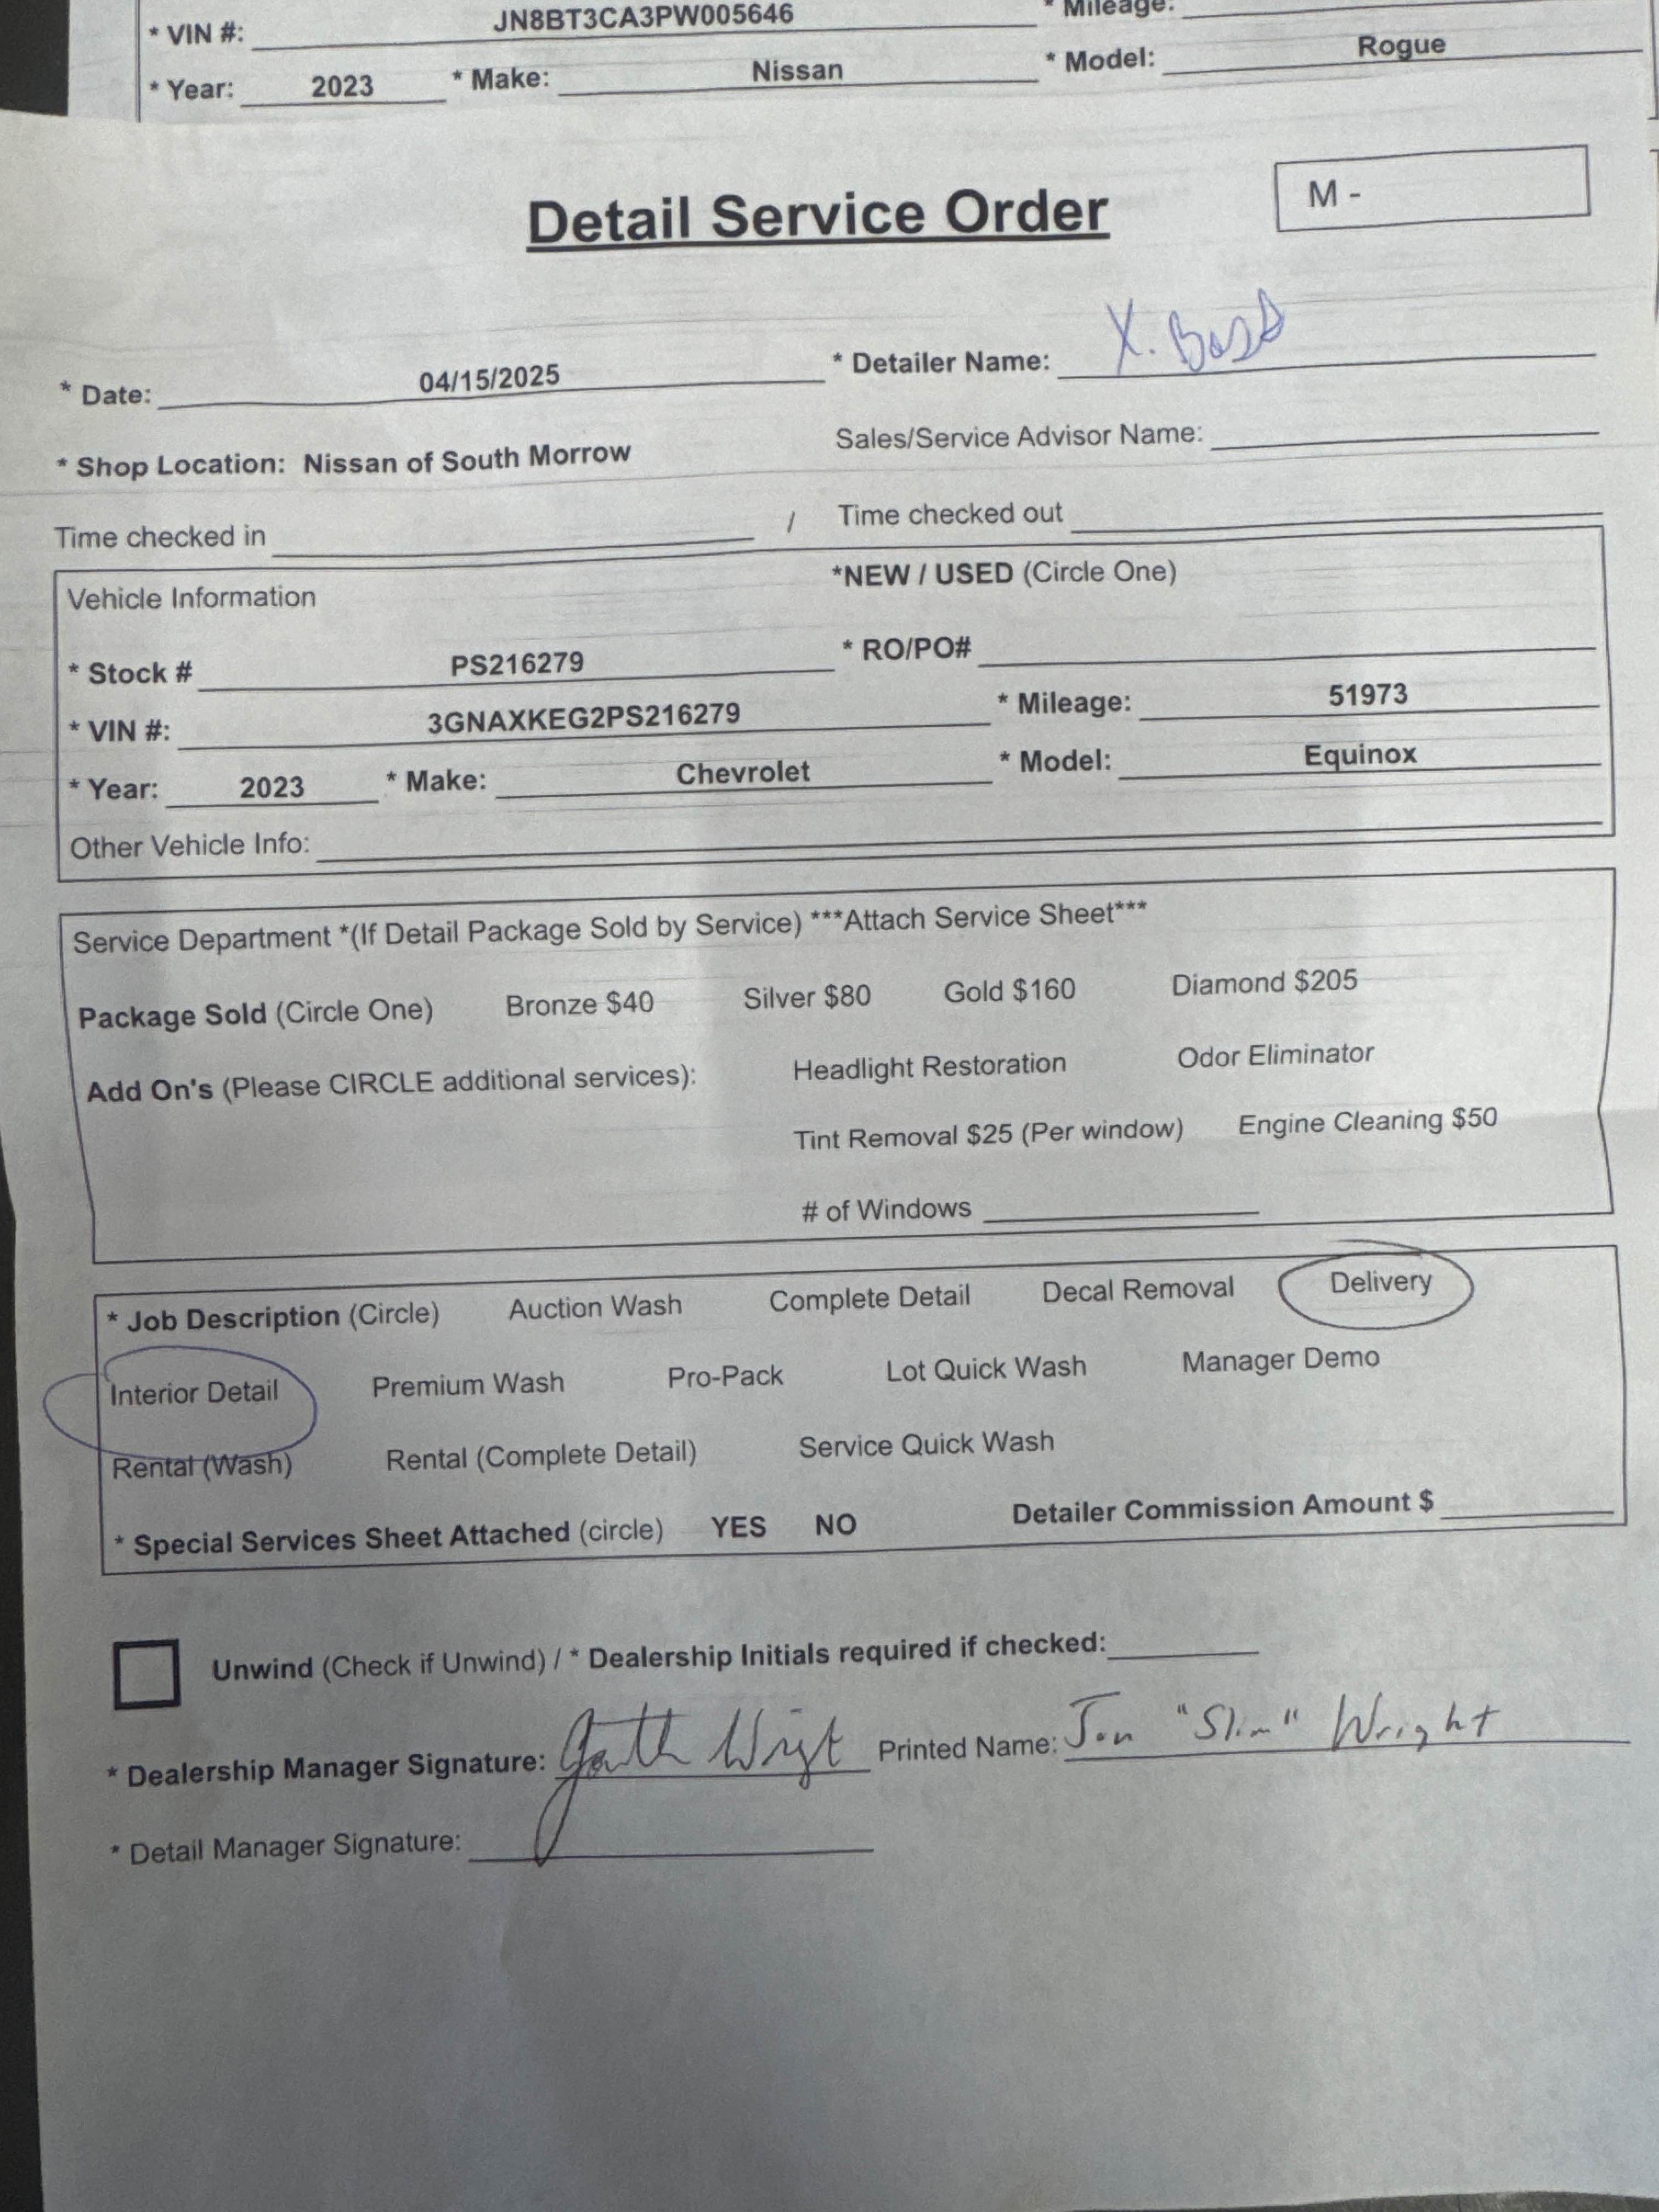 * VIN #: JN8BT3CA3PW005646 * Mileage:
* Year: 2023 * Make: Nissan * Model: Rogue
Detail Service Order
M -
* Date: 04/15/2025 * Detailer Name: X.
* Shop Location: Nissan of South Morrow Sales/Service Advisor Name:
Time checked in / Time checked out
Vehicle Information *NEW / USED (Circle One)
* Stock # PS216279 * RO/PO#
* VIN #: 3GNAXKEG2PS216279 * Mileage: 51973
* Year: 2023 * Make: Chevrolet * Model: Equinox
Other Vehicle Info:
Service Department *(If Detail Package Sold by Service) ***Attach Service Sheet***
Package Sold (Circle One) Bronze $40 Silver $80 Gold $160 Diamond $205
Add On's (Please CIRCLE additional services): Headlight Restoration Odor Eliminator
Tint Removal $25 (Per window) Engine Cleaning $50
# of Windows
* Job Description (Circle) Auction Wash Complete Detail Decal Removal Delivery
Interior Detail Premium Wash Pro-Pack Lot Quick Wash Manager Demo
Rental (Wash) Rental (Complete Detail) Service Quick Wash
* Special Services Sheet Attached (circle) YES NO Detailer Commission Amount $
Unwind (Check if Unwind) / * Dealership Initials required if checked:
* Dealership Manager Signature: Printed Name: Jon "Slim" Wright
* Detail Manager Signature: